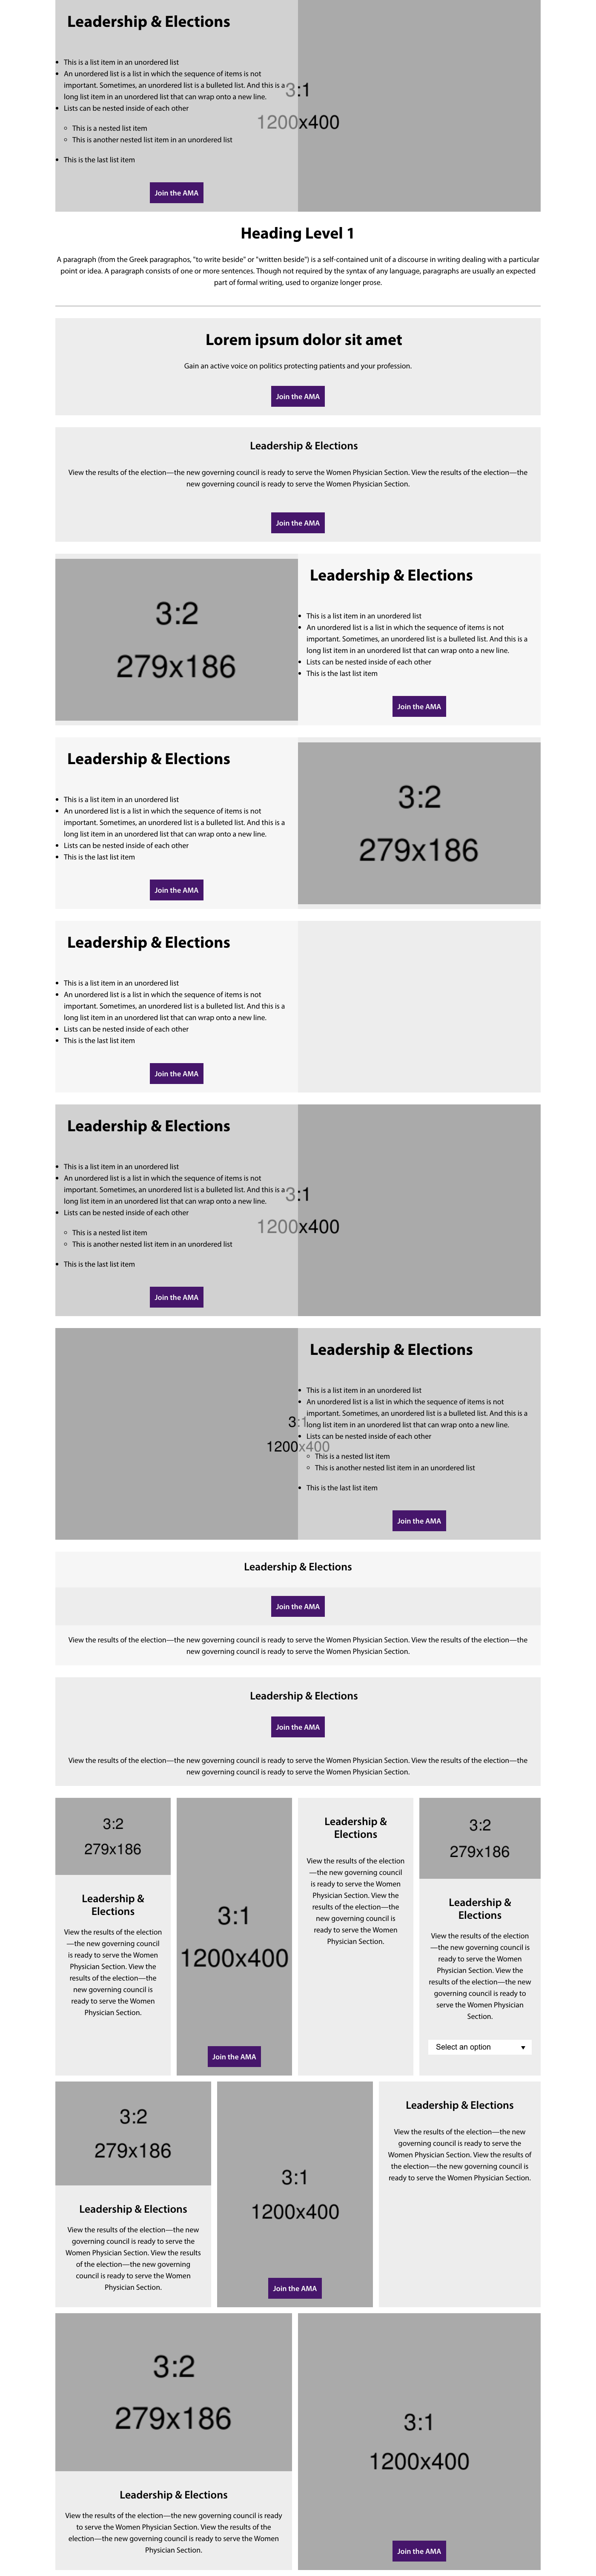 Leadership & Elections
This is a list item in an unordered list
An unordered list is a list in which the sequence of items is not
important. Sometimes, an unordered list is a bulleted list. And this is a
long list item in an unordered list that can wrap onto a new line.
Lists can be nested inside of each other
This is a nested list item
This is another nested list item in an unordered list
This is the last list item
Join the AMA
3:1
1200x400
Heading Level 1
A paragraph (from the Greek paragraphos, "to write beside" or "written beside") is a self-contained unit of a discourse in writing dealing with a particular
point or idea. A paragraph consists of one or more sentences. Though not required by the syntax of any language, paragraphs are usually an expected
part of formal writing, used to organize longer prose.
Lorem ipsum dolor sit amet
Gain an active voice on politics protecting patients and your profession.
Join the AMA
Leadership & Elections
View the results of the election—the new governing council is ready to serve the Women Physician Section. View the results of the election—the
new governing council is ready to serve the Women Physician Section.
Join the AMA
3:2
279x186
Leadership & Elections
This is a list item in an unordered list
An unordered list is a list in which the sequence of items is not
important. Sometimes, an unordered list is a bulleted list. And this is a
long list item in an unordered list that can wrap onto a new line.
Lists can be nested inside of each other
This is the last list item
Join the AMA
Leadership & Elections
This is a list item in an unordered list
An unordered list is a list in which the sequence of items is not
important. Sometimes, an unordered list is a bulleted list. And this is a
long list item in an unordered list that can wrap onto a new line.
Lists can be nested inside of each other
This is the last list item
Join the AMA
3:2
279x186
Leadership & Elections
This is a list item in an unordered list
An unordered list is a list in which the sequence of items is not
important. Sometimes, an unordered list is a bulleted list. And this is a
long list item in an unordered list that can wrap onto a new line.
Lists can be nested inside of each other
This is the last list item
Join the AMA
Leadership & Elections
This is a list item in an unordered list
An unordered list is a list in which the sequence of items is not
important. Sometimes, an unordered list is a bulleted list. And this is a
long list item in an unordered list that can wrap onto a new line.
Lists can be nested inside of each other
This is a nested list item
This is another nested list item in an unordered list
This is the last list item
Join the AMA
3:1
1200x400
3:1
1200x400
Leadership & Elections
This is a list item in an unordered list
An unordered list is a list in which the sequence of items is not
important. Sometimes, an unordered list is a bulleted list. And this is a
long list item in an unordered list that can wrap onto a new line.
Lists can be nested inside of each other
This is a nested list item
This is another nested list item in an unordered list
This is the last list item
Join the AMA
Leadership & Elections
Join the AMA
View the results of the election—the new governing council is ready to serve the Women Physician Section. View the results of the election—the
new governing council is ready to serve the Women Physician Section.
Leadership & Elections
Join the AMA
View the results of the election—the new governing council is ready to serve the Women Physician Section. View the results of the election—the
new governing council is ready to serve the Women Physician Section.
3:2
279x186
Leadership &
Elections
View the results of the election
—the new governing council
is ready to serve the Women
Physician Section. View the
results of the election—the
new governing council is
ready to serve the Women
Physician Section.
3:1
1200x400
Join the AMA
Leadership &
Elections
View the results of the election
—the new governing council
is ready to serve the Women
Physician Section. View the
results of the election—the
new governing council is
ready to serve the Women
Physician Section.
3:2
279x186
Leadership &
Elections
View the results of the election
—the new governing council is
ready to serve the Women
Physician Section. View the
results of the election—the new
governing council is ready to
serve the Women Physician
Section.
Select an option
3:2
279x186
Leadership & Elections
View the results of the election—the new
governing council is ready to serve the
Women Physician Section. View the results
of the election—the new governing
council is ready to serve the Women
Physician Section.
3:1
1200x400
Join the AMA
Leadership & Elections
View the results of the election—the new
governing council is ready to serve the
Women Physician Section. View the results of
the election—the new governing council is
ready to serve the Women Physician Section.
3:2
279x186
Leadership & Elections
View the results of the election—the new governing council is ready
to serve the Women Physician Section. View the results of the
election—the new governing council is ready to serve the Women
Physician Section.
3:1
1200x400
Join the AMA